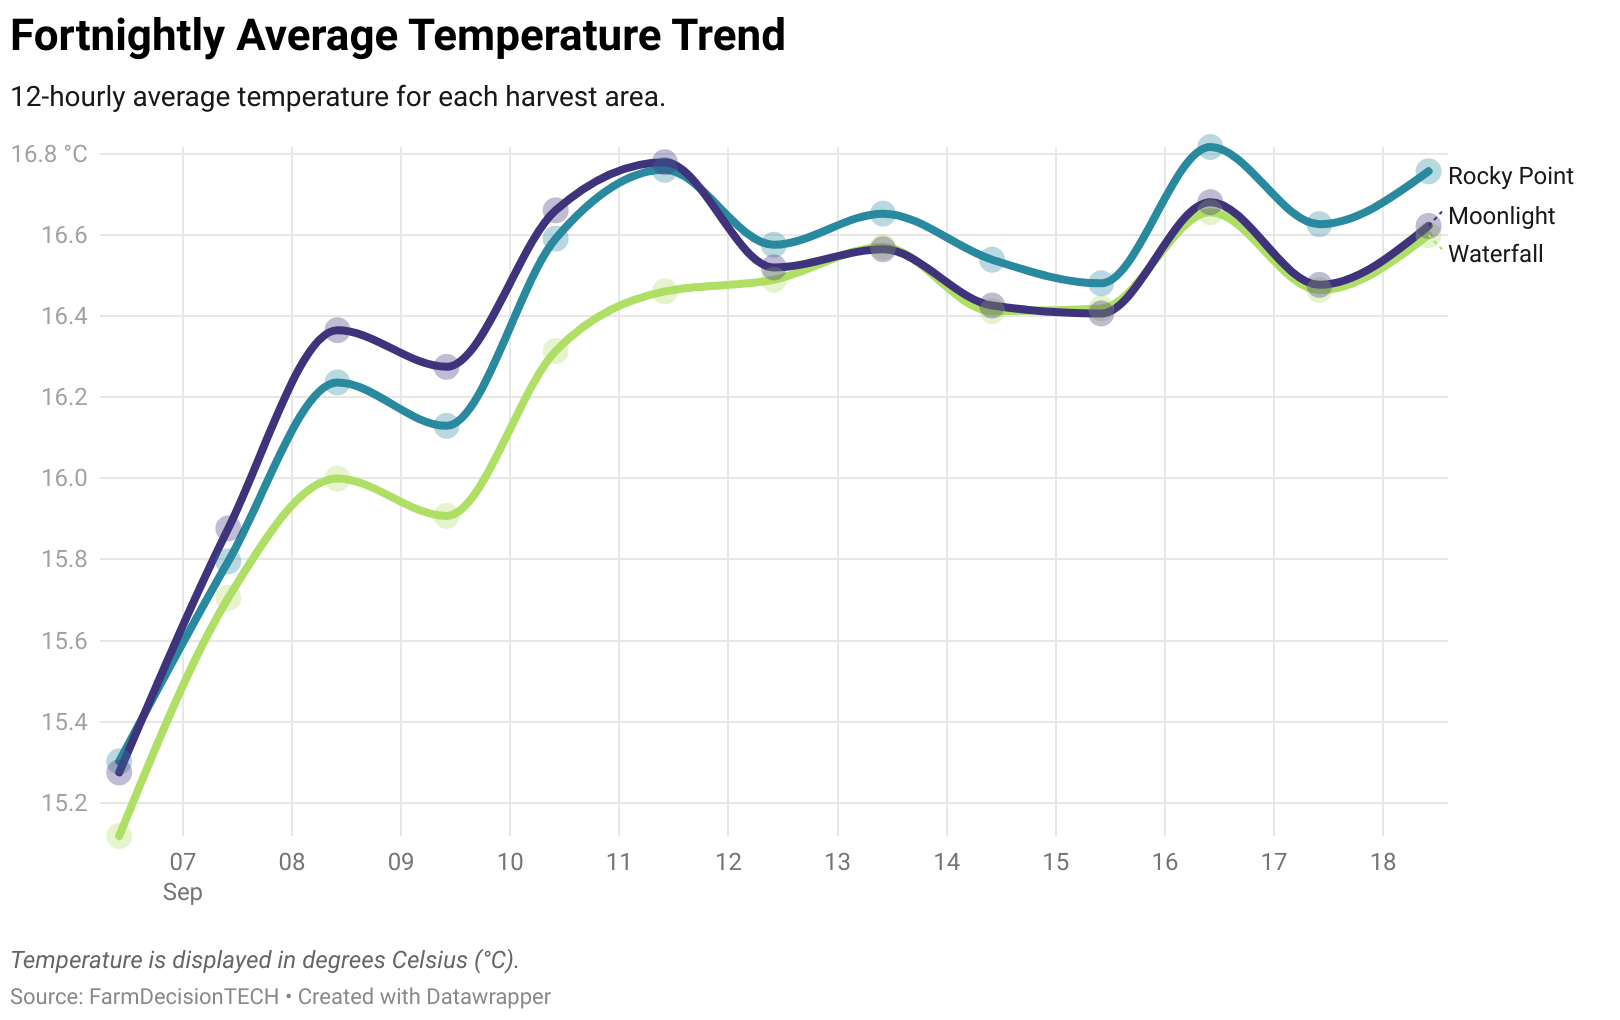 Fortnightly Average Temperature Trend
12-hourly average temperature for each harvest area.
16.8 °C
16.6
16.4
16.2
16.0
15.8
15.6
15.4
15.2
Rocky Point
Moonlight
Waterfall
07 08 09 10 11 12 13 14 15 16 17 18
Sep
Temperature is displayed in degrees Celsius (°C).
Source: FarmDecisionTECH • Created with Datawrapper